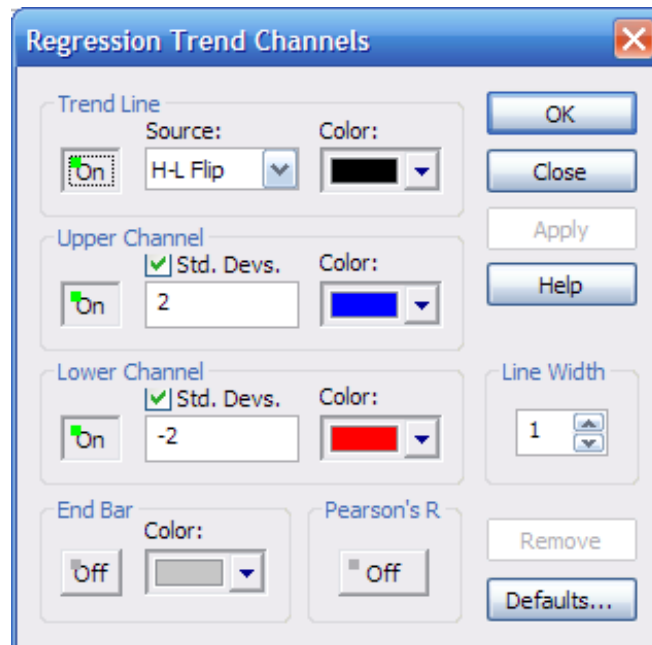 Regression Trend Channels
Trend Line
Source:
Color:
On
H-L Flip
OK
Close
Upper Channel
Std. Devs.
Color:
On
2
Apply
Help
Lower Channel
Std. Devs.
Color:
On
-2
Line Width
1
End Bar
Color:
Off
Pearson's R
Off
Remove
Defaults...